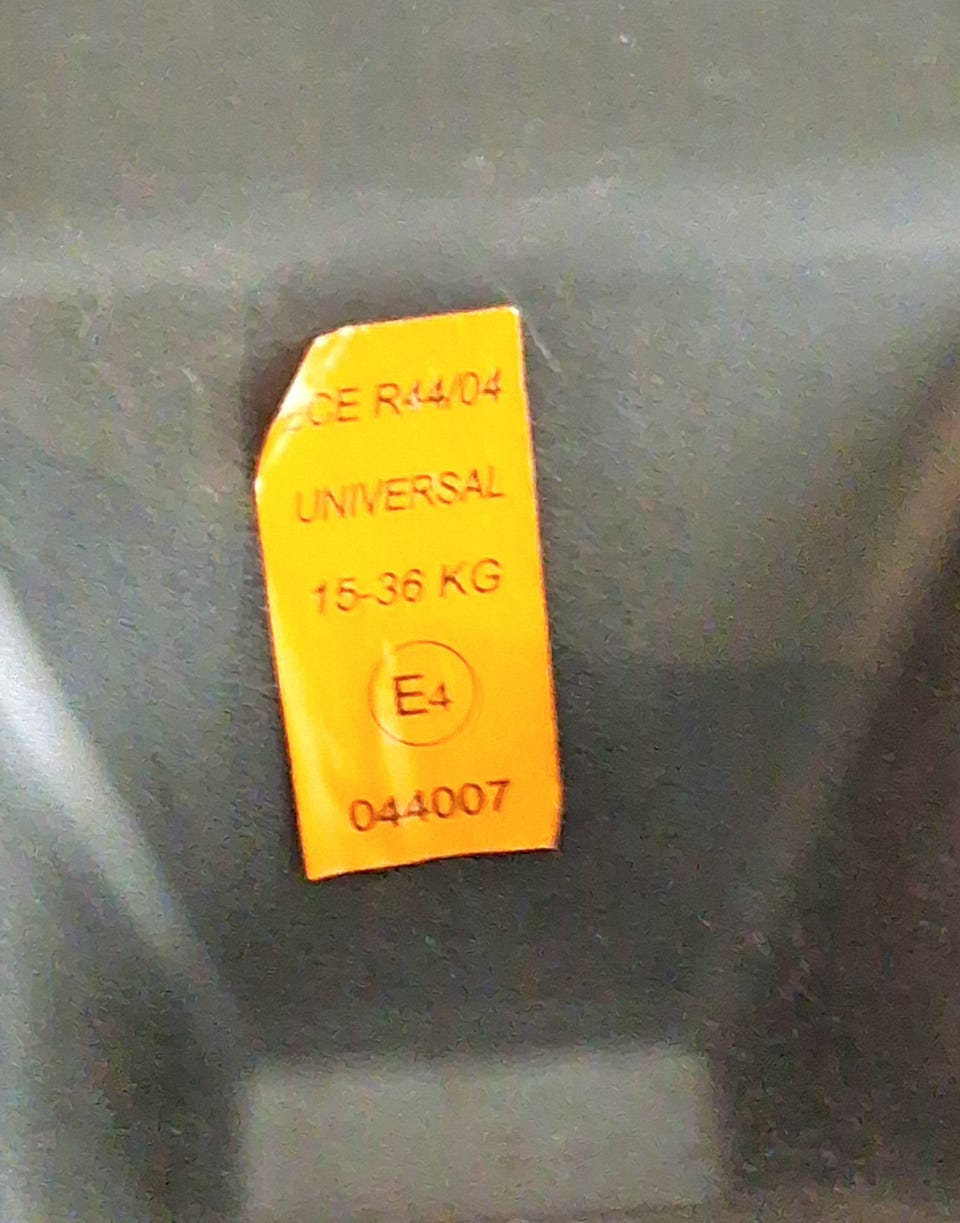 ECE R44/04
UNIVERSAL
15-36 KG
E4
044007